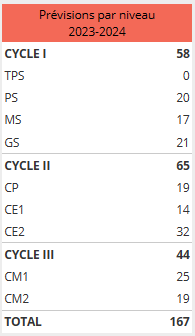 Prévisions par niveau
2023-2024
CYCLE I 58
TPS 0
PS 20
MS 17
GS 21
CYCLE II 65
CP 19
CE1 14
CE2 32
CYCLE III 44
CM1 25
CM2 19
TOTAL 167